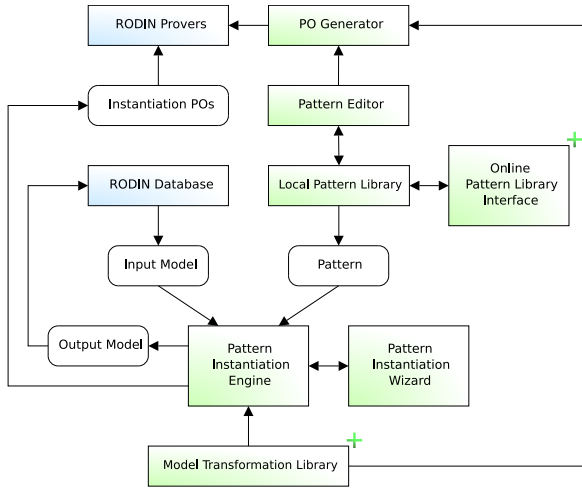 RODIN Provers
PO Generator
Instantiation POs
Pattern Editor
RODIN Database
Local Pattern Library
Online
Pattern Library
Interface
Input Model
Pattern
Output Model
Pattern
Instantiation
Engine
Pattern
Instantiation
Wizard
Model Transformation Library